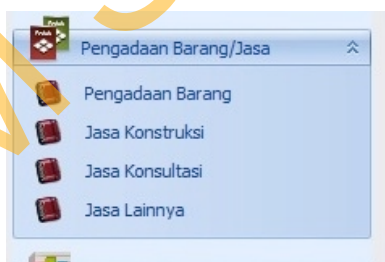 Pengadaan Barang/Jasa
Pengadaan Barang
Jasa Konstruksi
Jasa Konsultasi
Jasa Lainnya